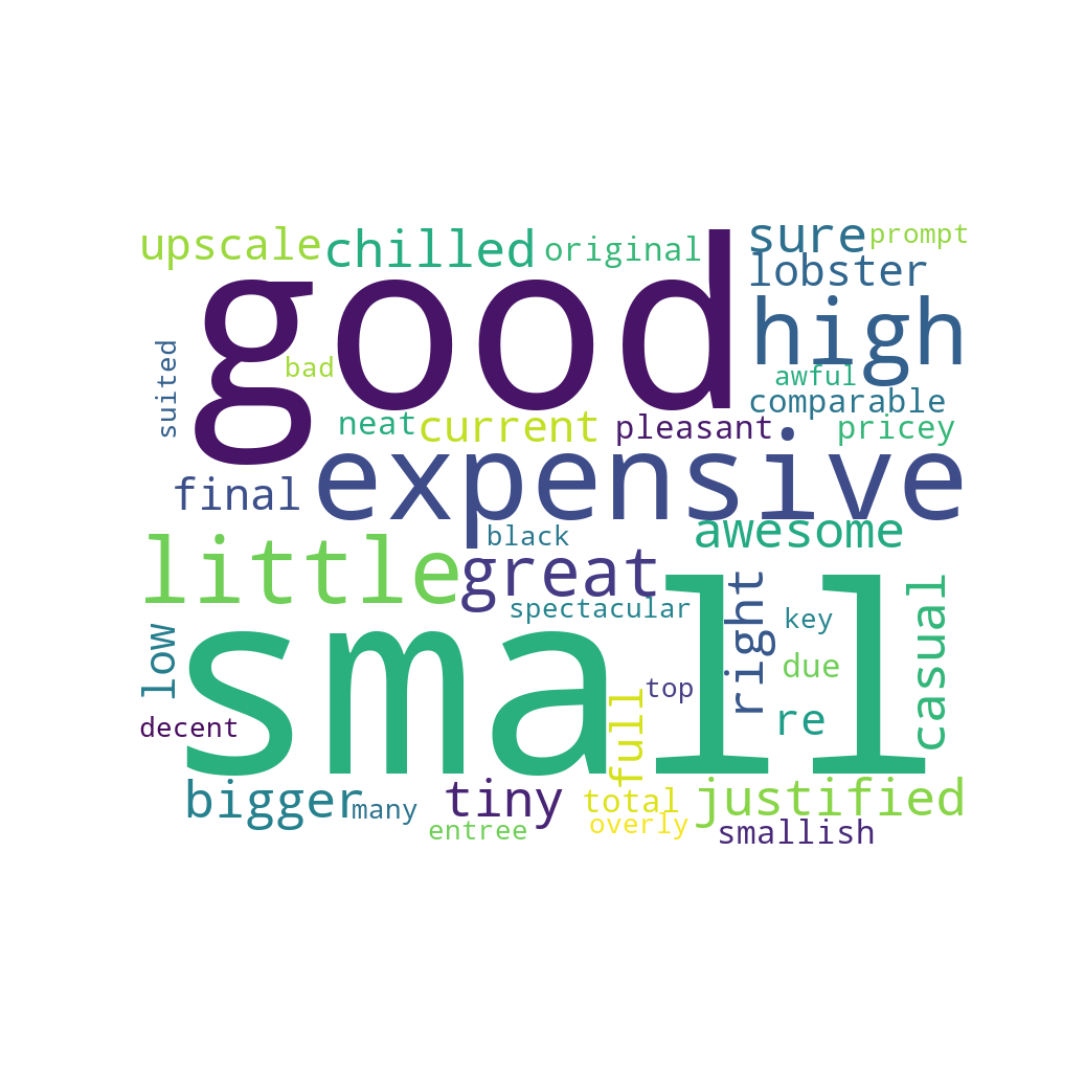 upscale
chilled
original
sure
prompt
lobster
good
high
suited
bad
awful
comparable
neat
current
pleasant
pricey
expensive
final
black
awesome
little
great
spectacular
small
right
key
casual
low
due
top
full
re
decent
bigger
many
tiny
total
justified
overly
entree
smallish